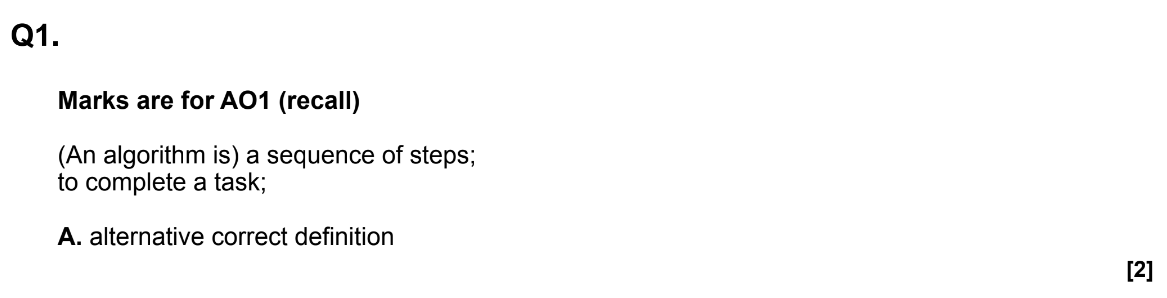 Q1.
Marks are for AO1 (recall)
(An algorithm is) a sequence of steps;
to complete a task;
A. alternative correct definition
[2]